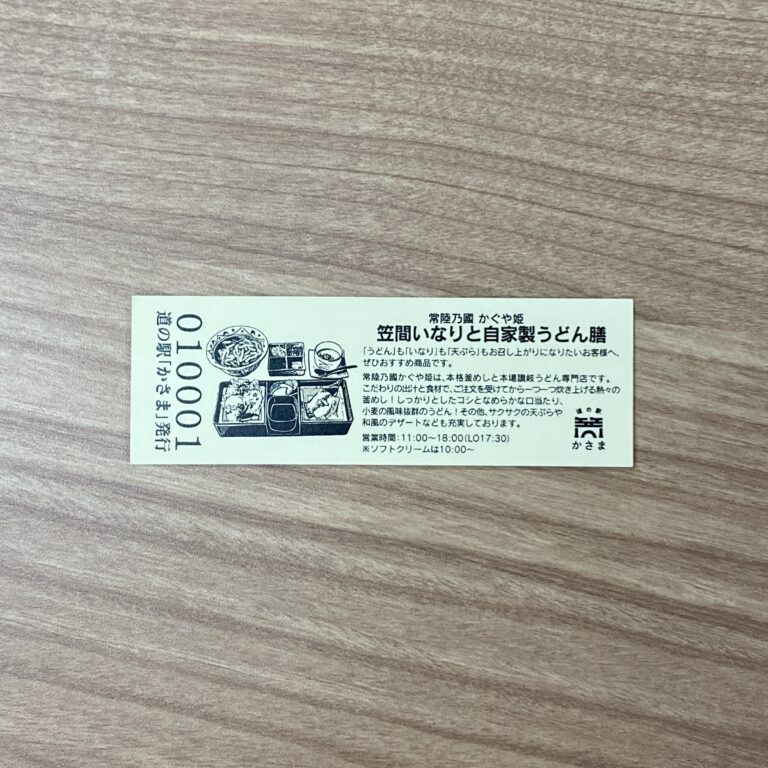 010001
道の駅「かさま」発行
常陸乃國 かぐや姫
笠間いなりと自家製うどん膳
「うどん」も「いなり」も「天ぷら」もお召し上がりになりたいお客様へ、
ぜひおすすめ商品です。
常陸乃國かぐや姫は、本格釜めしと本場讃岐うどん専門店です。
こだわりの出汁と食材で、ご注文を受けてから一つ一つ炊き上げる熱々の
釜めし！しっかりとしたコシとなめらかな口当たり、
小麦の風味抜群のうどん！その他、サクサクの天ぷらや
和風のデザートなども充実しております。
営業時間：11:00〜18:00(LO17:30)
※ソフトクリームは10:00〜
道の駅
かさま